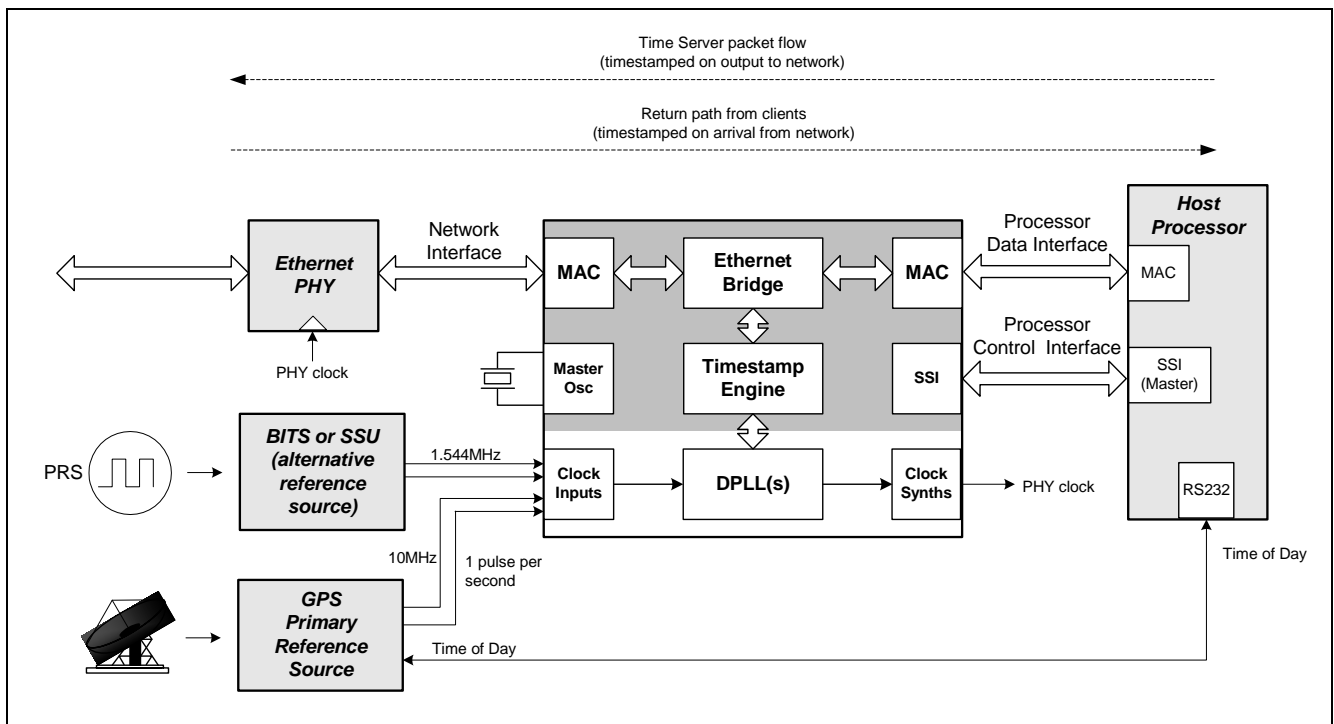 Time Server packet flow
(timestamped on output to network)
Return path from clients
(timestamped on arrival from network)
Host
Processor
Ethernet
PHY
Network
Interface
MAC
Ethernet
Bridge
MAC
Processor
Data Interface
MAC
PHY clock
Master
Osc
Timestamp
Engine
SSI
Processor
Control Interface
SSI
(Master)
PRS
BITS or SSU
(alternative
reference
source)
1.544MHz
Clock
Inputs
DPLL(s)
Clock
Synths
PHY clock
RS232
10MHz
1 pulse per
second
Time of Day
GPS
Primary
Reference
Source
Time of Day